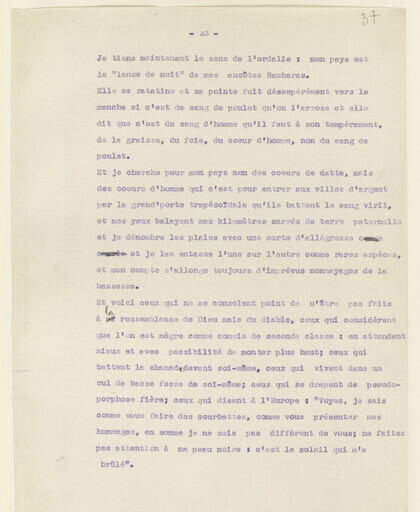 37
- 33 -
Je tiens maintenant le sens de l'ordalie : mon pays est
la "lance de nuit" de mes ancêtes Bambaras.
Elle se ratatine et sa pointe fuit désespérément vers le
manche si c'est de sang de poulet qu'on l'arrose et elle
dit que c'est du sang d'homme qu'il faut à son tempérament,
de la graisse, du foie, du coeur d'homme, non du sang de
poulet.
Et je cherche pour mon pays non des coeurs de datte, mais
des coeurs d'homme qui c'est pour entrer aux villes d'argent
par la grand'porte trapézoïdale qu'ils battent le sang viril,
et mes yeux balayent mes kilomètres carrés de terre paternelle
et je dénombre les plaies avec une sorte d'allégresse
et je les entasse l'une sur l'autre comme rares espèces,
et mon compte s'allonge toujours d'imprévus monnayages de la
bassesse.
Et voici ceux qui ne se consolent point de n'être pas faits
à la ressemblanse de Dieu mais du diable, ceux qui considèrent
que l'on est nègre comme commis de seconde classe : en attendant
mieux et avec possibilité de monter plus haut; ceux qui
battent la chamade devant soi-même, ceux qui vivent dans un
cul de basse fosse de soi-même; ceux qui se drapent de pseudo-
porphose fière; ceux qui disent à l'Europe : "Voyez, je sais
comme vous faire des courbettes, comme vous présenter mes
hommages, en somme je ne suis pas différent de vous; ne faites
pas attention à ma peau noire : c'est le soleil qui m'a
brûlé".